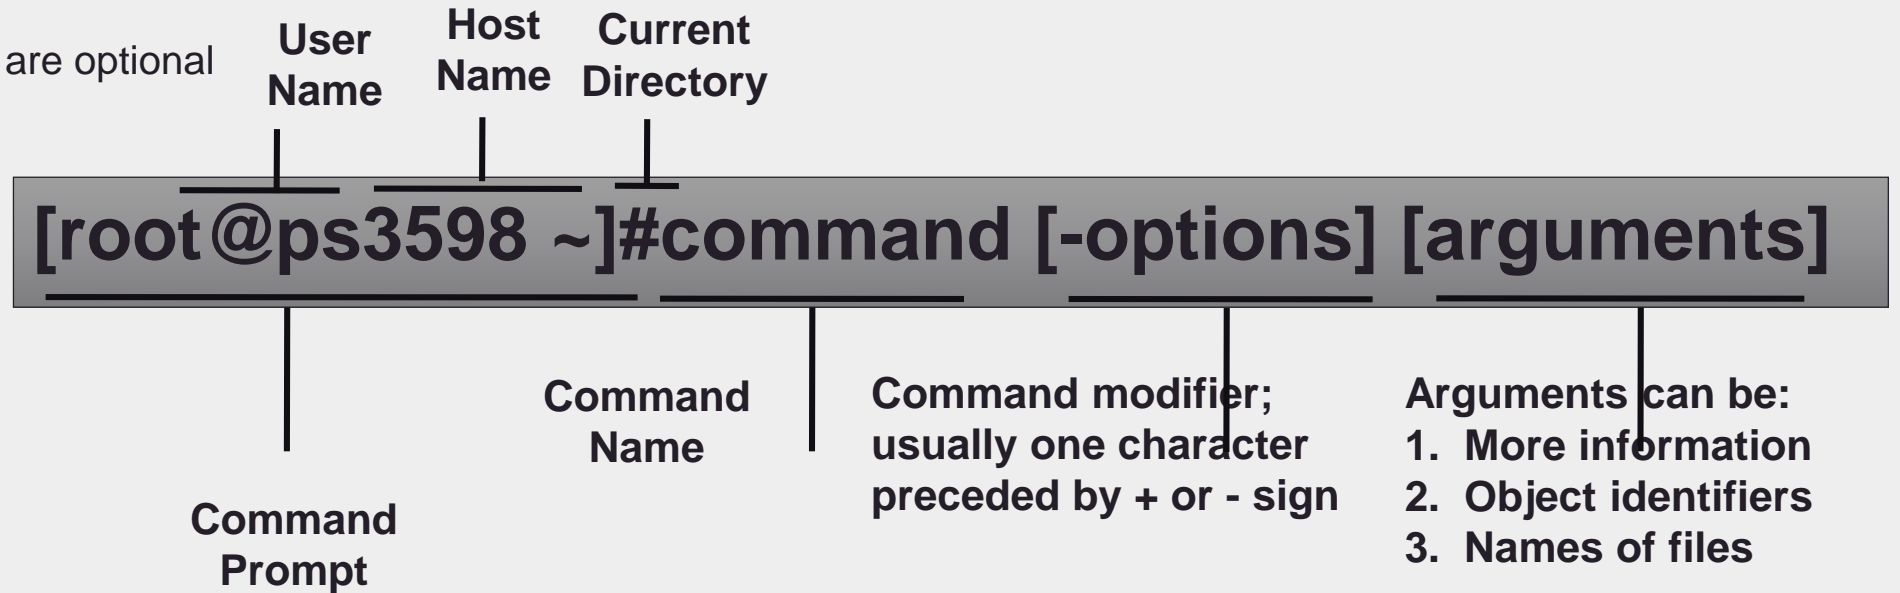 are optional
User
Name
Host
Name
Current
Directory
[root@ps3598 ~]#command [-options] [arguments]
Command
Prompt
Command
Name
Command modifier;
usually one character
preceded by + or - sign
Arguments can be:
1. More information
2. Object identifiers
3. Names of files